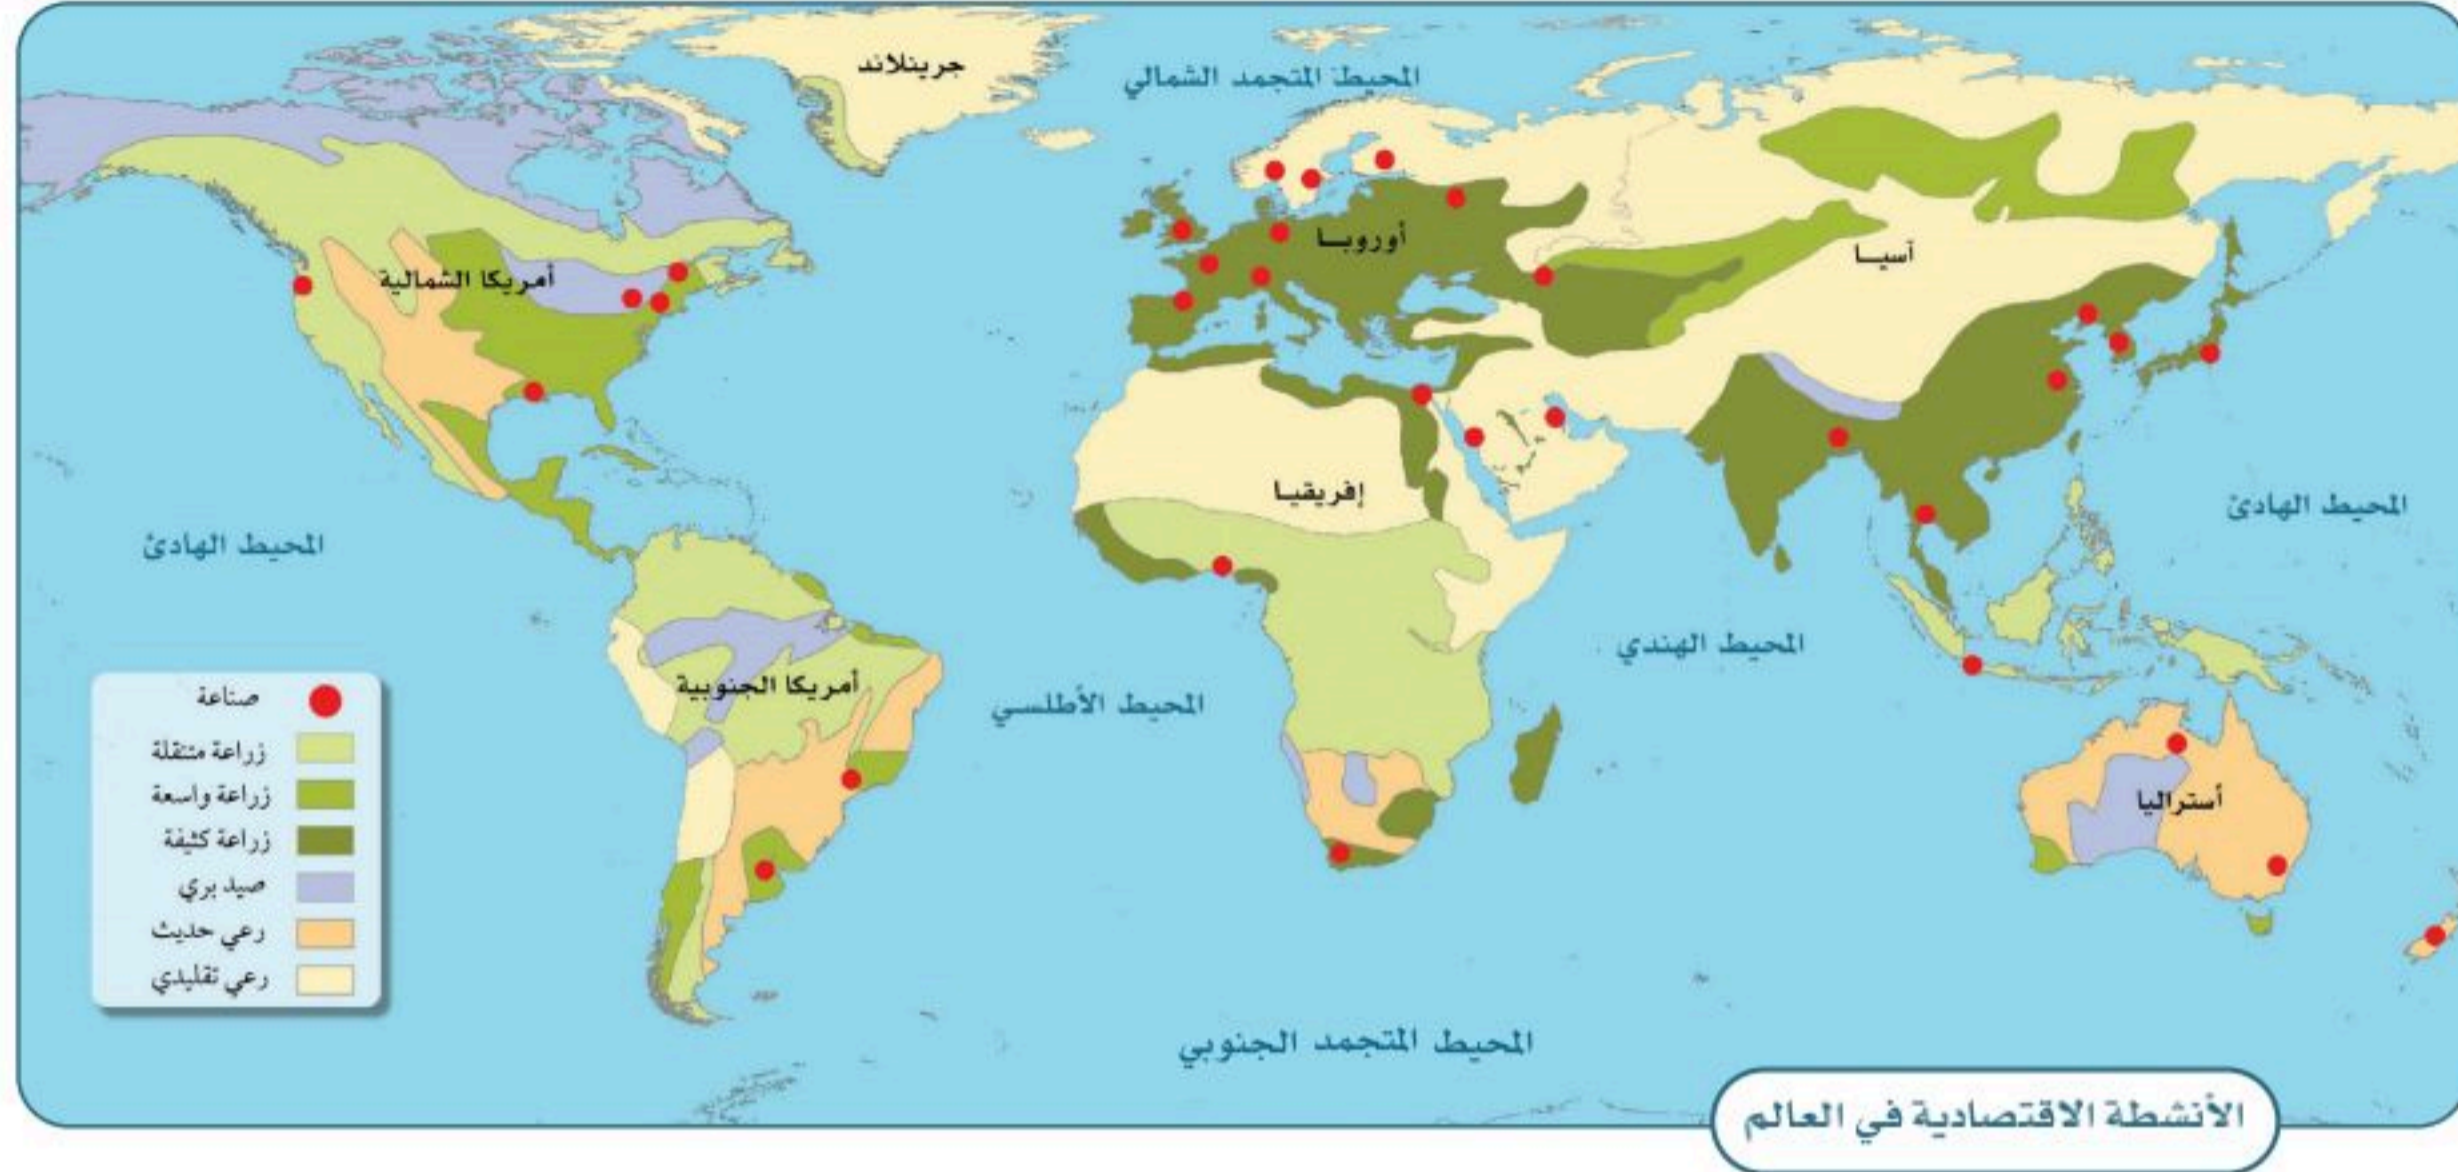 جرينلاند
المحيط المتجمد الشمالي
أوروبا
آسيا
أمريكا الشمالية
إفريقيا
المحيط الهادئ
المحيط الهادئ
المحيط الهندي
أمريكا الجنوبية
المحيط الأطلسي
أستراليا
صناعة
زراعة متنقلة
زراعة واسعة
زراعة كثيفة
صيد بري
رعي حديث
رعي تقليدي
المحيط المتجمد الجنوبي
الأنشطة الاقتصادية في العالم